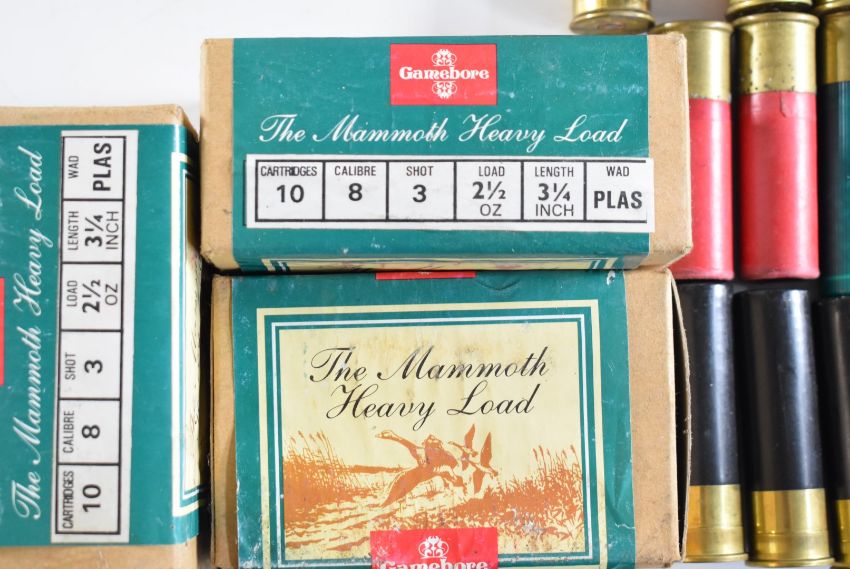 Gamebore
The Mammoth Heavy Load
CARTRIDGES CALIBRE SHOT LOAD LENGTH WAD
10 8 3 2½ OZ 3¼ INCH PLAS
The Mammoth
Heavy Load
Gamebore
The Mammoth Heavy Load
CARTRIDGES CALIBRE SHOT LOAD LENGTH WAD
10 8 3 2½ OZ 3¼ INCH PLAS